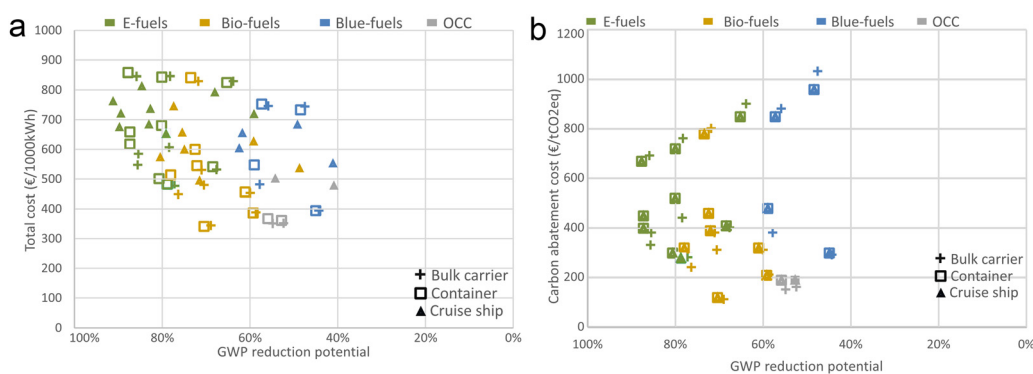 a
E-fuels Bio-fuels Blue-fuels OCC
Total cost (€/1000kWh)
1000
900
800
700
600
500
400
300
200
100
0
100% 80% 60% 40% 20% 0%
GWP reduction potential
Bulk carrier
Container
Cruise ship
b
E-fuels Bio-fuels Blue-fuels OCC
Carbon abatement cost (€/tCO2eq)
1200
1000
800
600
400
200
0
100% 80% 60% 40% 20% 0%
GWP reduction potential
Bulk carrier
Container
Cruise ship